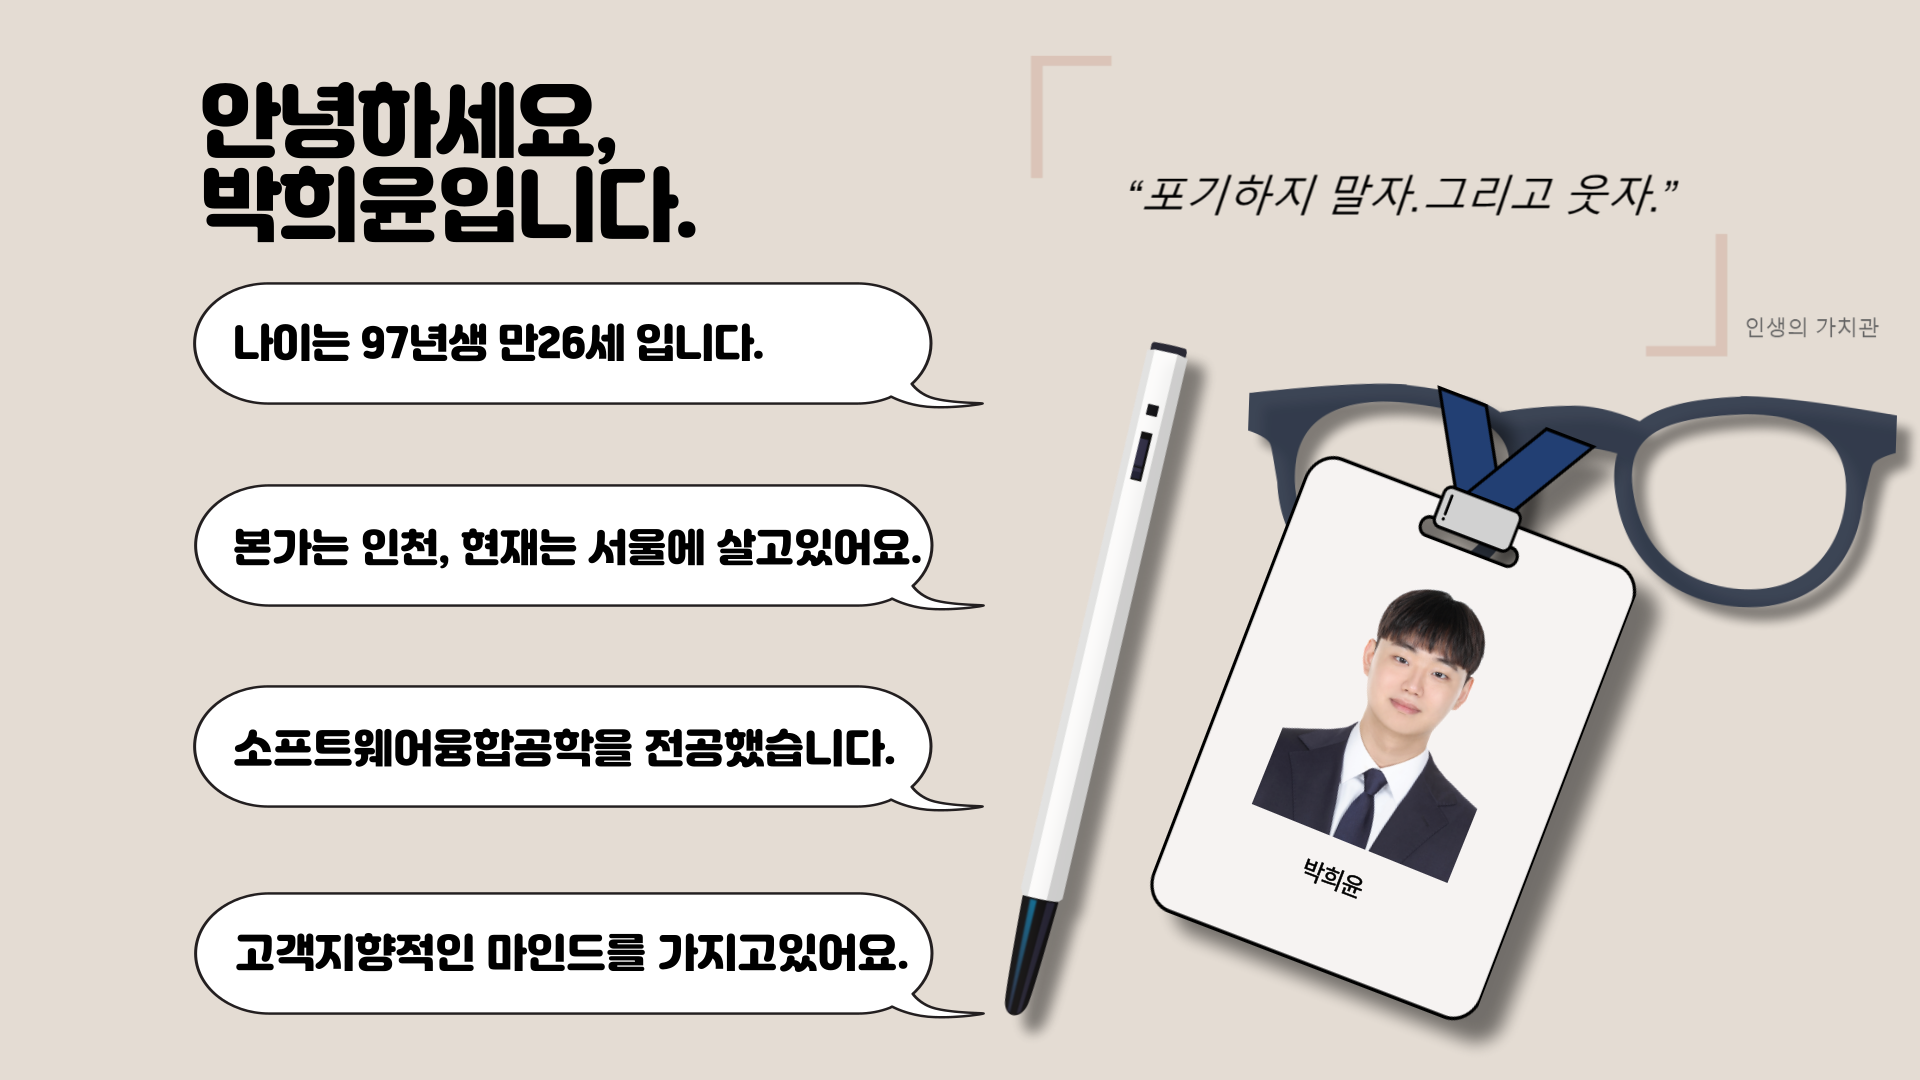 안녕하세요,
박희윤입니다.
나이는 97년생 만26세 입니다.
본가는 인천, 현재는 서울에 살고있어요.
소프트웨어융합공학을 전공했습니다.
고객지향적인 마인드를 가지고있어요.
“포기하지 말자.그리고 웃자.”
인생의 가치관
박희윤